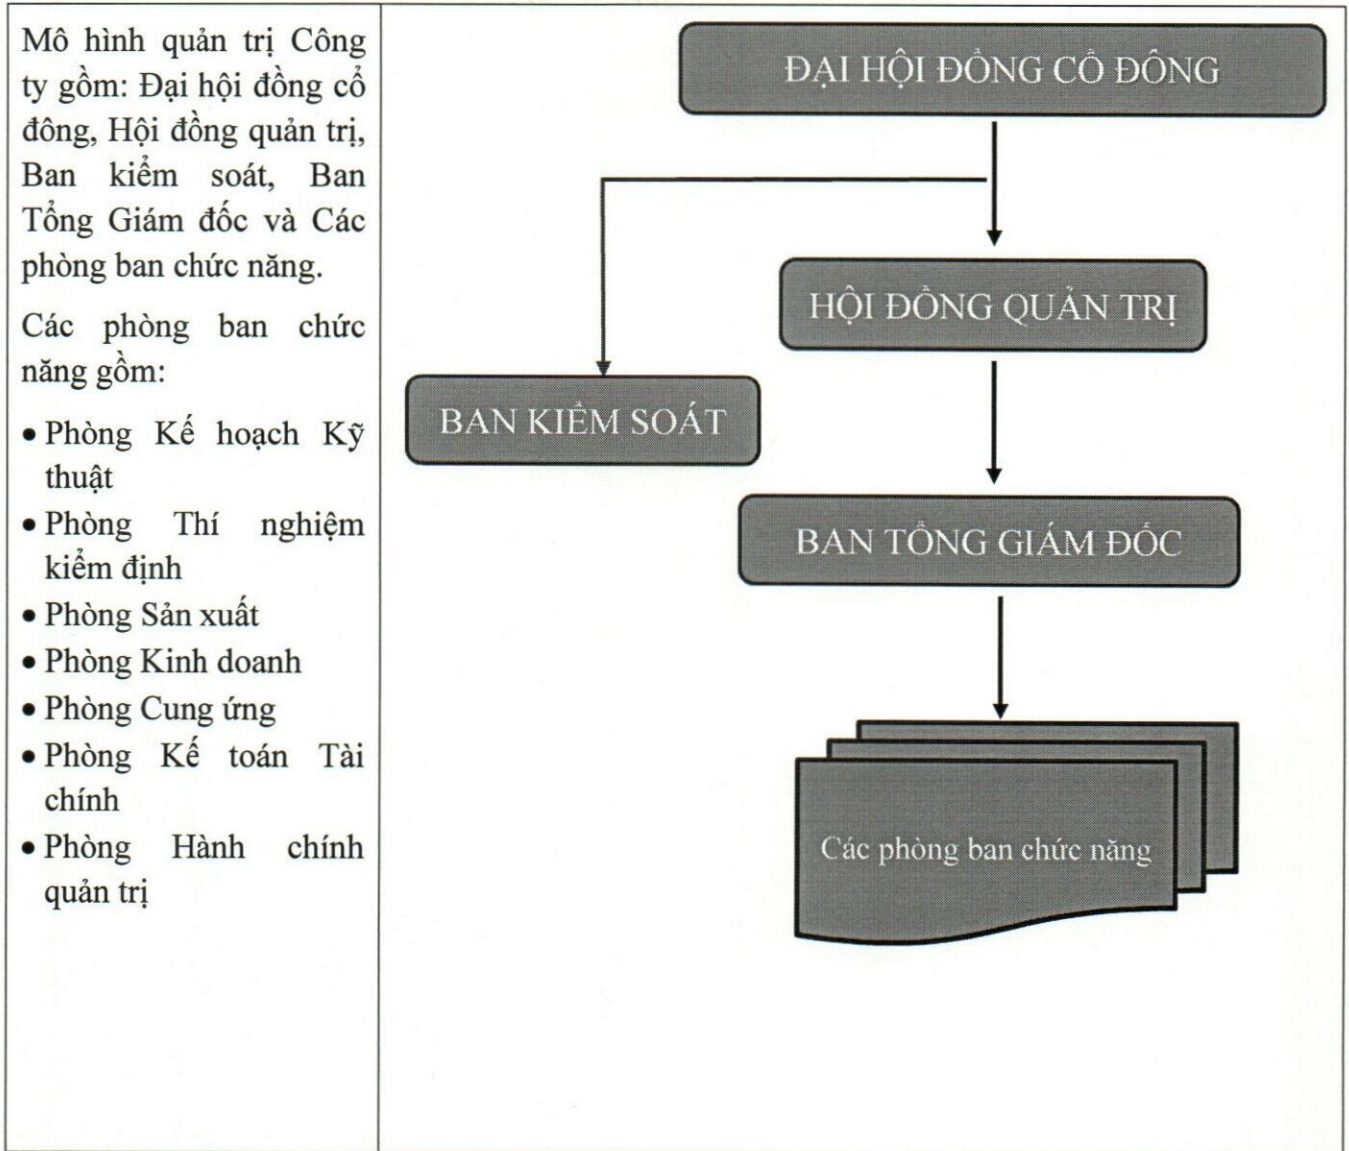 Mô hình quản trị Công
ty gồm: Đại hội đồng cổ
đông, Hội đồng quản trị,
Ban kiểm soát, Ban
Tổng Giám đốc và Các
phòng ban chức năng.
Các phòng ban chức
năng gồm:
• Phòng Kế hoạch Kỹ
thuật
• Phòng Thí nghiệm
kiểm định
• Phòng Sản xuất
• Phòng Kinh doanh
• Phòng Cung ứng
• Phòng Kế toán Tài
chính
• Phòng Hành chính
quản trị
ĐẠI HỘI ĐỒNG CỔ ĐÔNG
HỘI ĐỒNG QUẢN TRỊ
BAN KIỂM SOÁT
BAN TỔNG GIÁM ĐỐC
Các phòng ban chức năng